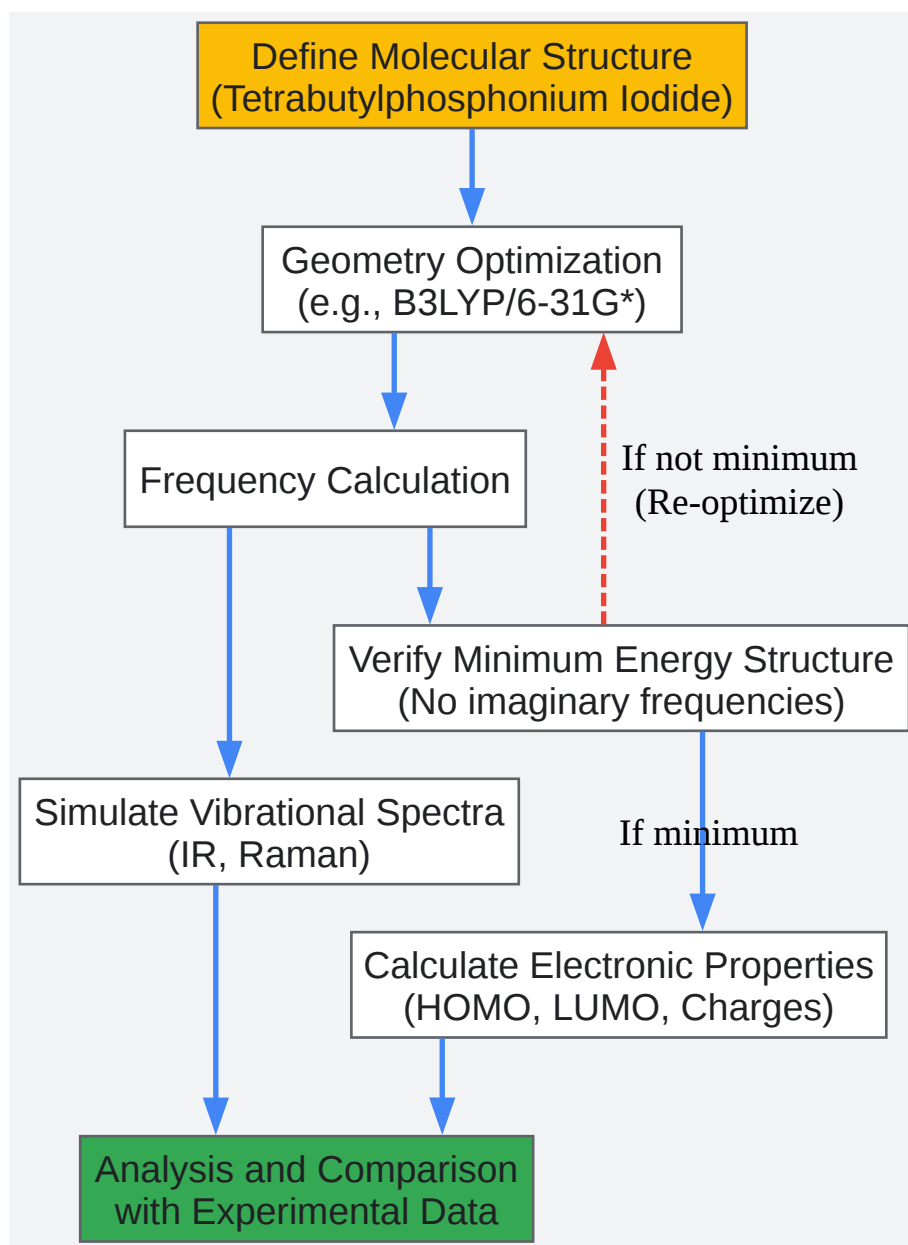 Define Molecular Structure
(Tetrabutylphosphonium Iodide)
Geometry Optimization
(e.g., B3LYP/6-31G*)
Frequency Calculation
If not minimum
(Re-optimize)
Verify Minimum Energy Structure
(No imaginary frequencies)
Simulate Vibrational Spectra
(IR, Raman)
If minimum
Calculate Electronic Properties
(HOMO, LUMO, Charges)
Analysis and Comparison
with Experimental Data